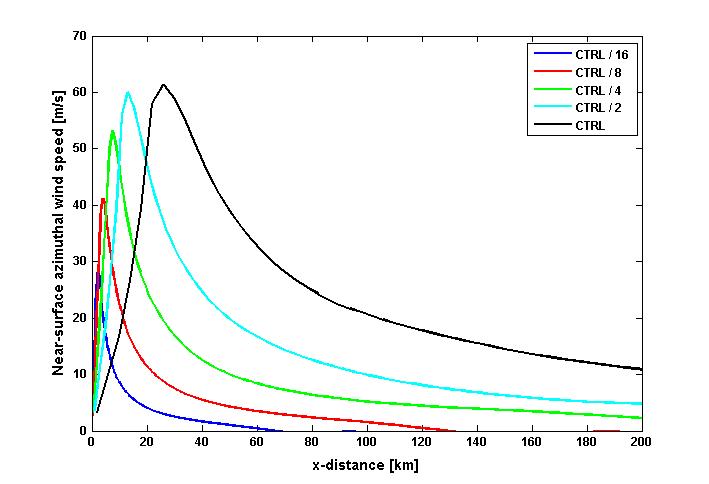 70
60
50
40
30
20
10
0
Near-surface azimuthal wind speed [m/s]
CTRL / 16
CTRL / 8
CTRL / 4
CTRL / 2
CTRL
0 20 40 60 80 100 120 140 160 180 200
x-distance [km]